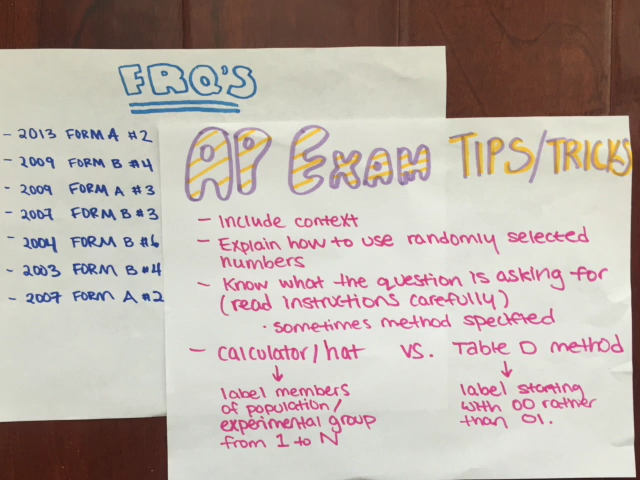 FRQ'S
- 2013 FORM A #2
- 2009 FORM B #4
- 2009 FORM A #3
- 2007 FORM B #3
- 2004 FORM B #6
- 2003 FORM B #4
- 2007 FORM A #2
AP EXAM TIPS/TRICKS
- Include context
- Explain how to use randomly selected
numbers
- Know what the question is asking for
(read instructions carefully)
· sometimes method specified
- calculator/hat vs. Table D method
↓ ↓
label members
of population/
experimental group
from 1 to N
label starting
with 00 rather
than 01.